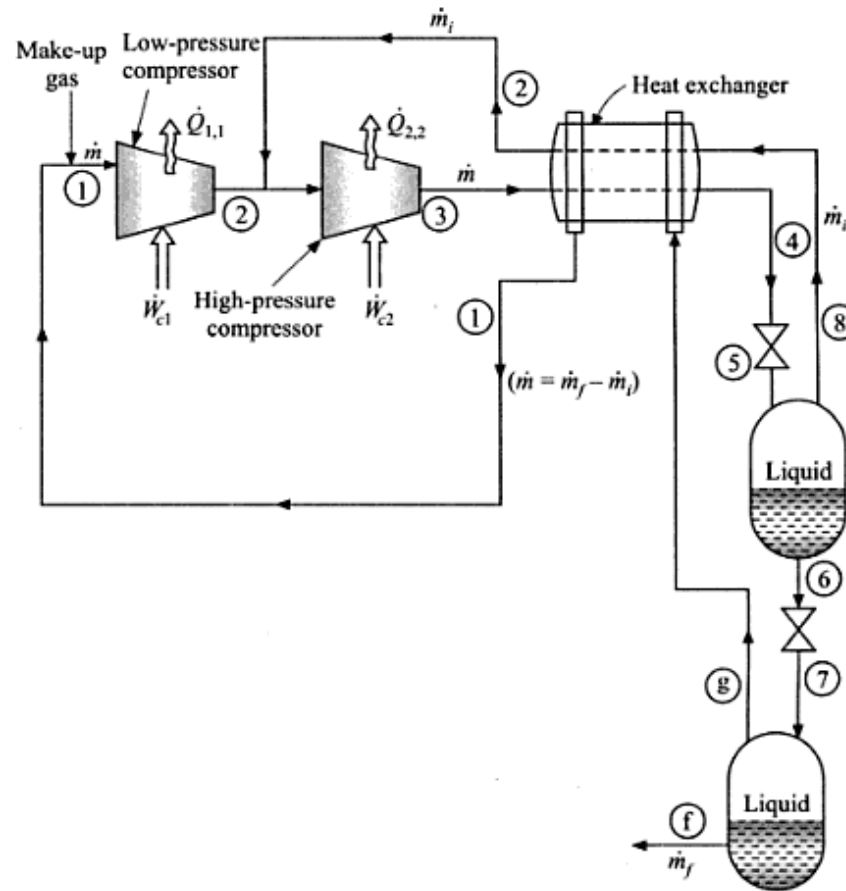 ṁᵢ
Low-pressure
compressor
Make-up
gas
Heat exchanger
Q̇₁,₁
Q̇₂,₂
②
ṁ
①
②
③
ṁ
ṁᵢ
④
Ẇc1
High-pressure
compressor
Ẇc2
①
⑤
⑧
(ṁ = ṁf − ṁᵢ)
Liquid
⑥
⑦
ⓖ
Liquid
ⓕ
ṁf